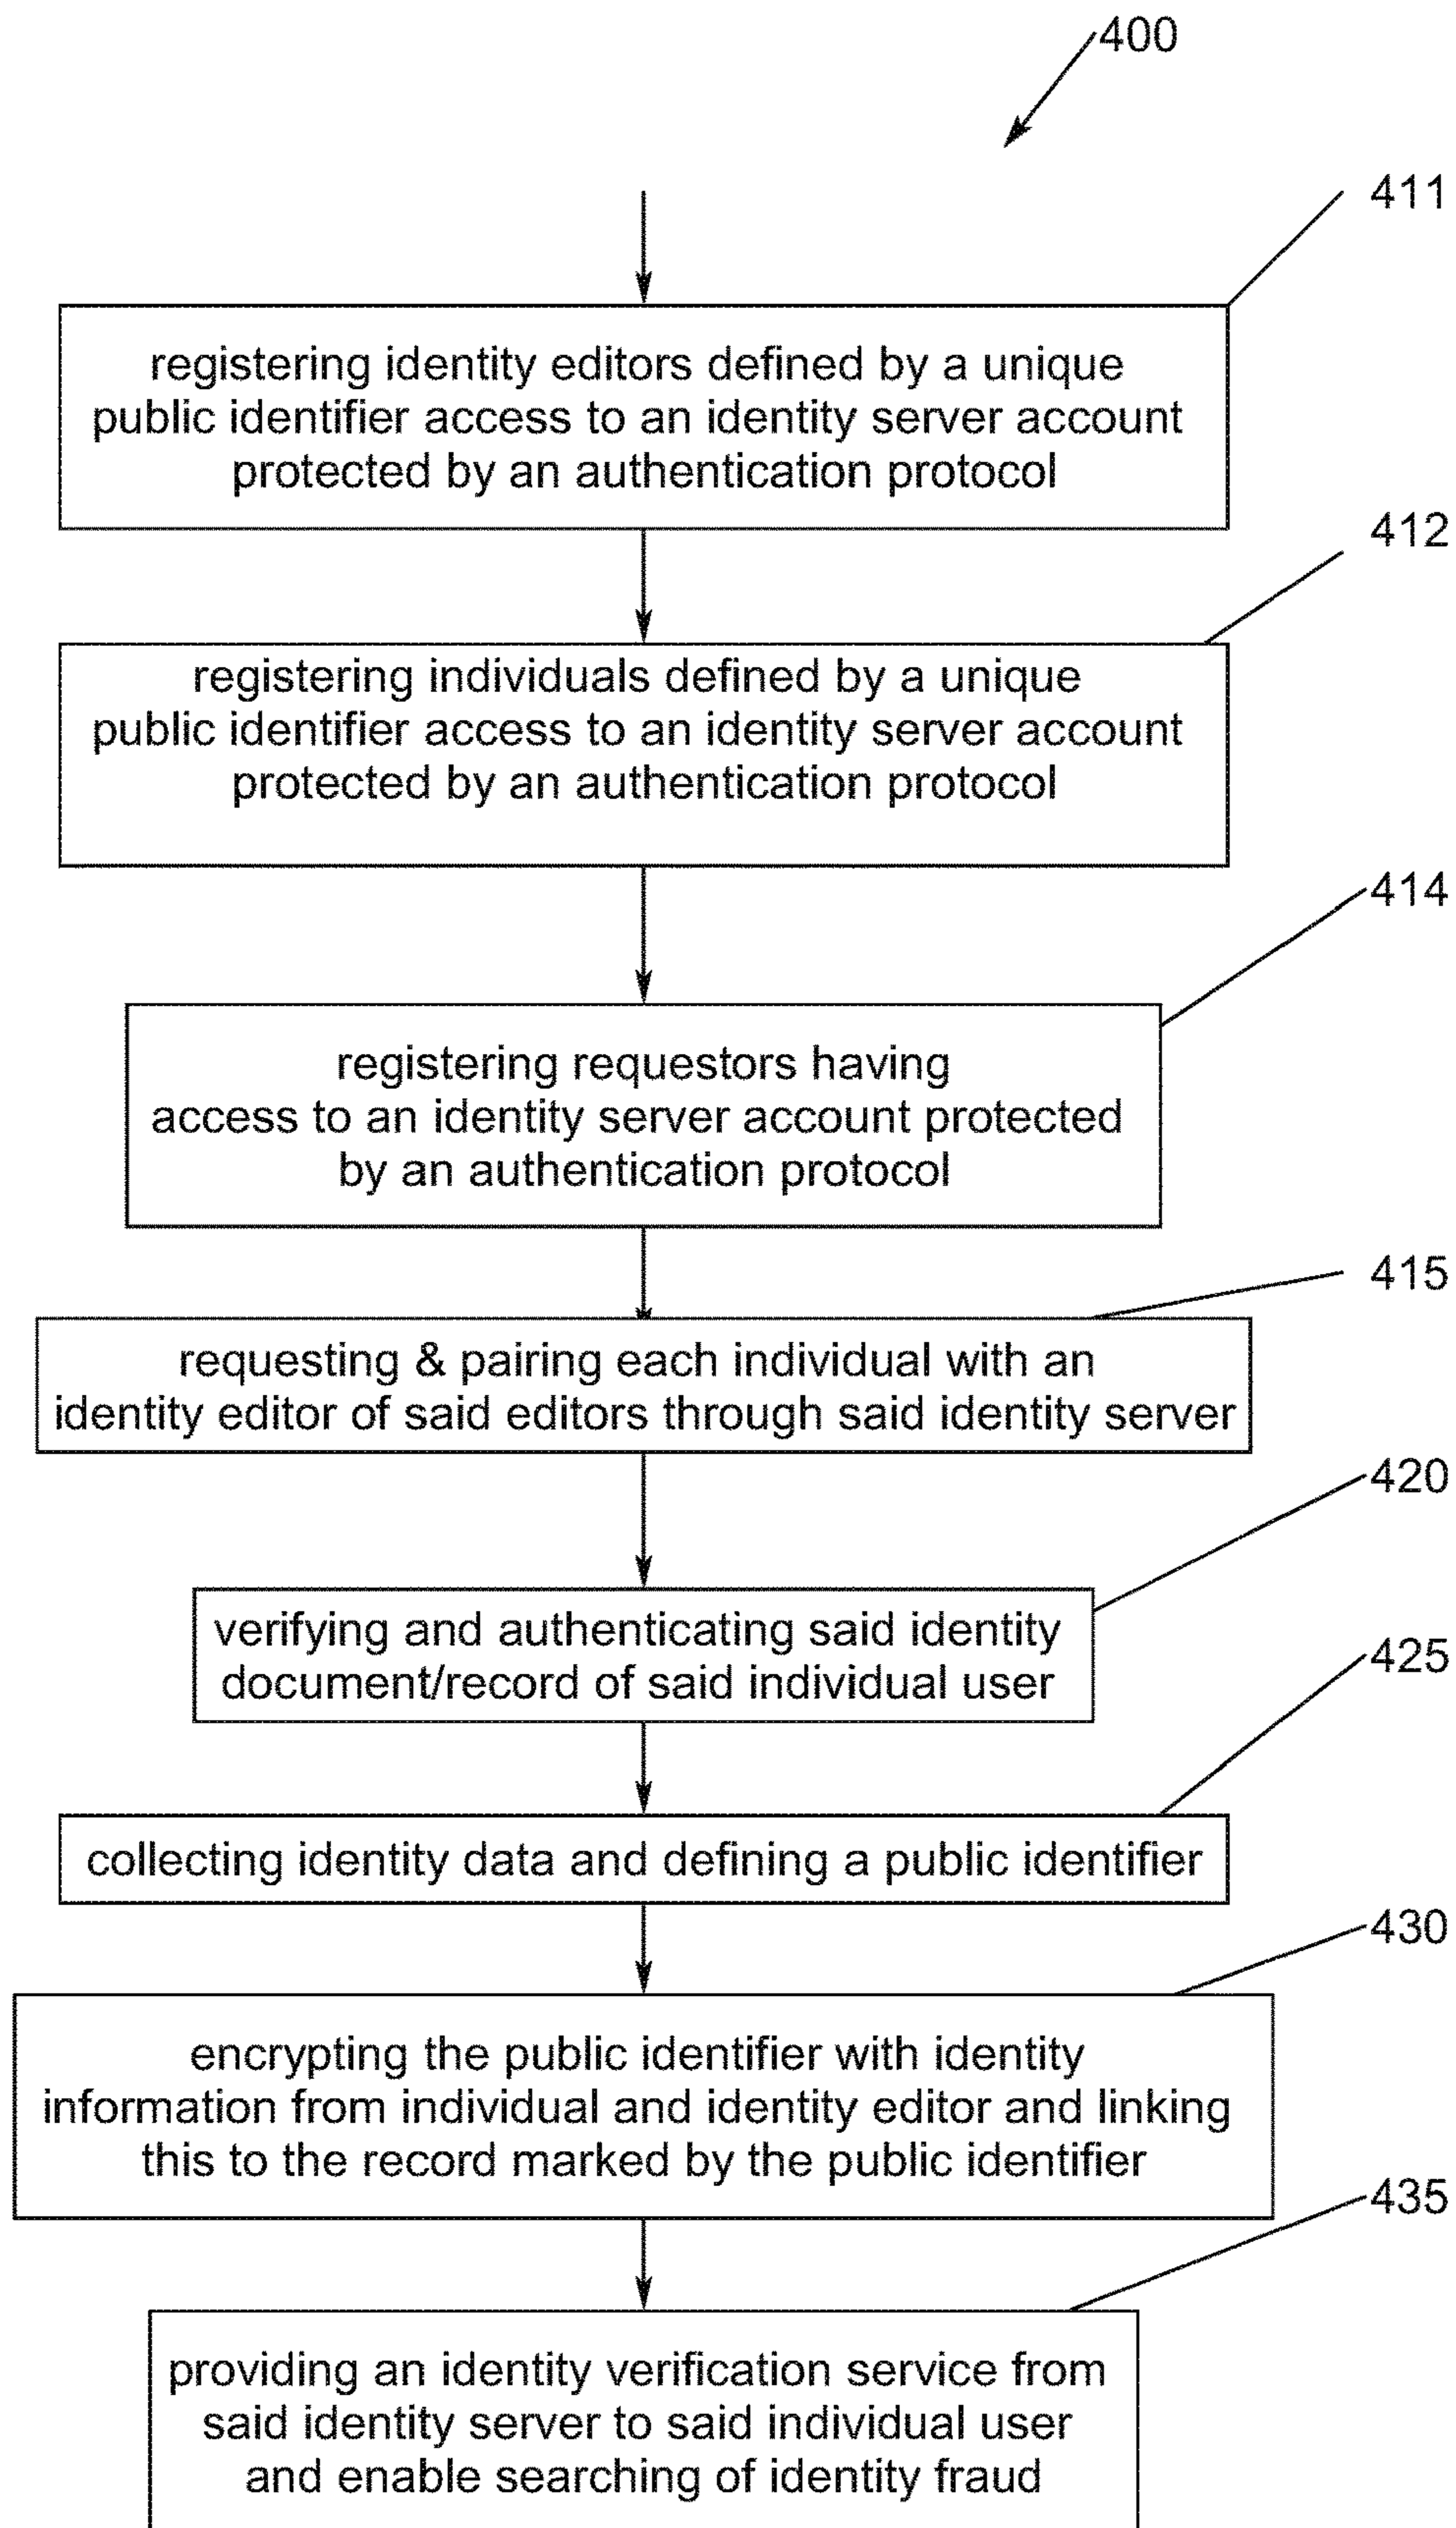 400
411
registering identity editors defined by a unique
public identifier access to an identity server account
protected by an authentication protocol
412
registering individuals defined by a unique
public identifier access to an identity server account
protected by an authentication protocol
414
registering requestors having
access to an identity server account protected
by an authentication protocol
415
requesting & pairing each individual with an
identity editor of said editors through said identity server
420
verifying and authenticating said identity
document/record of said individual user
425
collecting identity data and defining a public identifier
430
encrypting the public identifier with identity
information from individual and identity editor and linking
this to the record marked by the public identifier
435
providing an identity verification service from
said identity server to said individual user
and enable searching of identity fraud